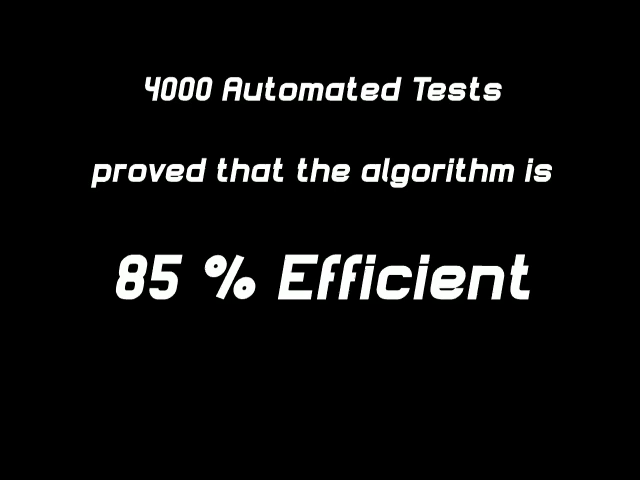 4000 Automated Tests
proved that the algorithm is
85 % Efficient